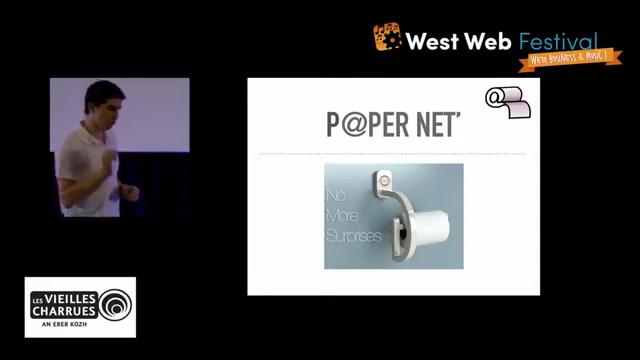 West Web Festival
WEB, BUSINESS & MUSIC !
@
P@PER NET'
No
More
Surprises
LES
VIEILLES
CHARRUES
AN ERER KOZH